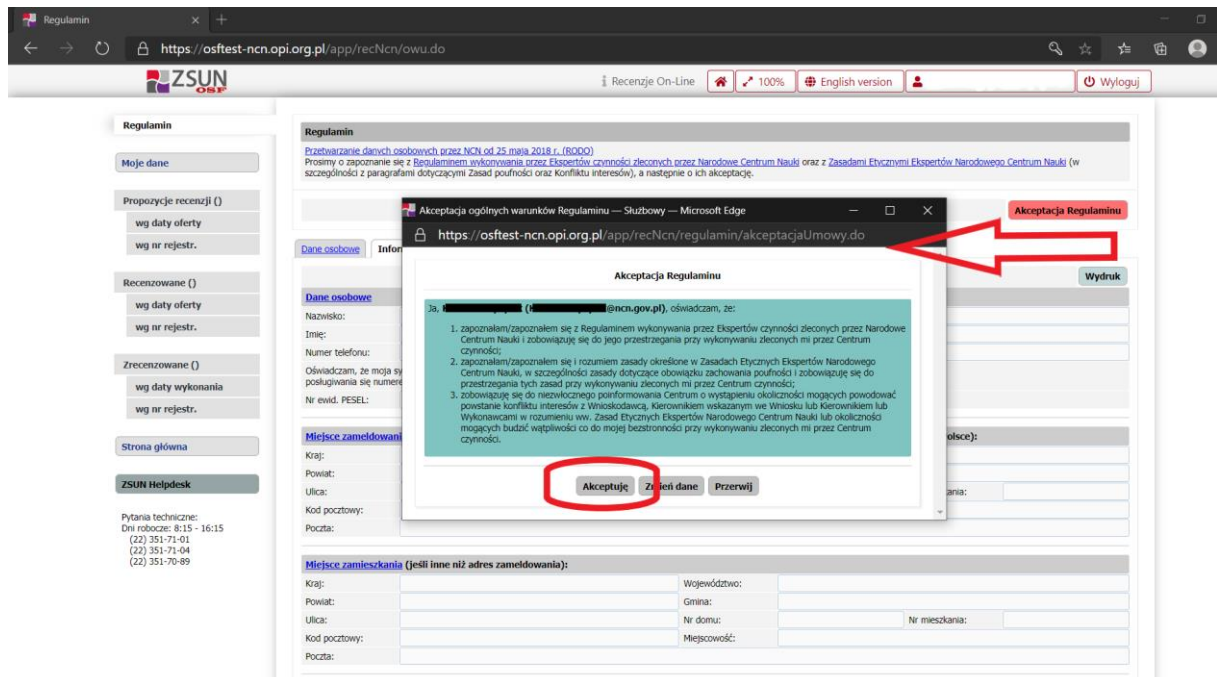 Regulamin
https://osftest-ncn.opi.org.pl/app/recNcn/owu.do
ZSUN
OSF
Recenzje On-Line
100%
English version
Wyloguj
Regulamin
Moje dane
Propozycje recenzji ()
wg daty oferty
wg nr rejestr.
Recenzowane ()
wg daty oferty
wg nr rejestr.
Zrecenzowane ()
wg daty wykonania
wg nr rejestr.
Strona główna
ZSUN Helpdesk
Pytania techniczne:
Dni robocze: 8:15 - 16:15
(22) 351-71-01
(22) 351-71-04
(22) 351-70-89
Regulamin
Przetwarzanie danych osobowych przez NCN od 25 maja 2018 r. (RODO)
Prosimy o zapoznanie się z Regulaminem wykonywania przez Ekspertów czynności zleconych przez Narodowe Centrum Nauki oraz z Zasadami Etycznymi Ekspertów Narodowego Centrum Nauki (w
szczególności z paragrafami dotyczącymi Zasad poufności oraz Konfliktu interesów), a następnie o ich akceptację.
Akceptacja Regulaminu
Dane osobowe
Infor
Wydruk
Dane osobowe
Nazwisko:
Imię:
Numer telefonu:
Oświadczam, że moja sy
posługiwania się numere
Nr ewid. PESEL:
Miejsce zameldowani
olsce):
Kraj:
Powiat:
Ulica:
zania:
Kod pocztowy:
Poczta:
Miejsce zamieszkania (jeśli inne niż adres zameldowania):
Kraj:
Województwo:
Powiat:
Gmina:
Ulica:
Nr domu:
Nr mieszkania:
Kod pocztowy:
Miejscowość:
Poczta:
Akceptacja ogólnych warunków Regulaminu — Służbowy — Microsoft Edge
https://osftest-ncn.opi.org.pl/app/recNcn/regulamin/akceptacjaUmowy.do
Akceptacja Regulaminu
Ja, @ncn.gov.pl), oświadczam, że:
1. zapoznałam/zapoznałem się z Regulaminem wykonywania przez Ekspertów czynności zleconych przez Narodowe
Centrum Nauki i zobowiązuję się do jego przestrzegania przy wykonywaniu zleconych mi przez Centrum
czynności;
2. zapoznałam/zapoznałem się i rozumiem zasady określone w Zasadach Etycznych Ekspertów Narodowego
Centrum Nauki, w szczególności zasady dotyczące obowiązku zachowania poufności i zobowiązuję się do
przestrzegania tych zasad przy wykonywaniu zleconych mi przez Centrum czynności;
3. zobowiązuję się do niezwłocznego poinformowania Centrum o wystąpieniu okoliczności mogących powodować
powstanie konfliktu interesów z Wnioskodawcą, Kierownikiem wskazanym we Wniosku lub Kierownikiem lub
Wykonawcami w rozumieniu ww. Zasad Etycznych Ekspertów Narodowego Centrum Nauki lub okoliczności
mogących budzić wątpliwości co do mojej bezstronności przy wykonywaniu zleconych mi przez Centrum
czynności.
Akceptuję
Zmień dane
Przerwij